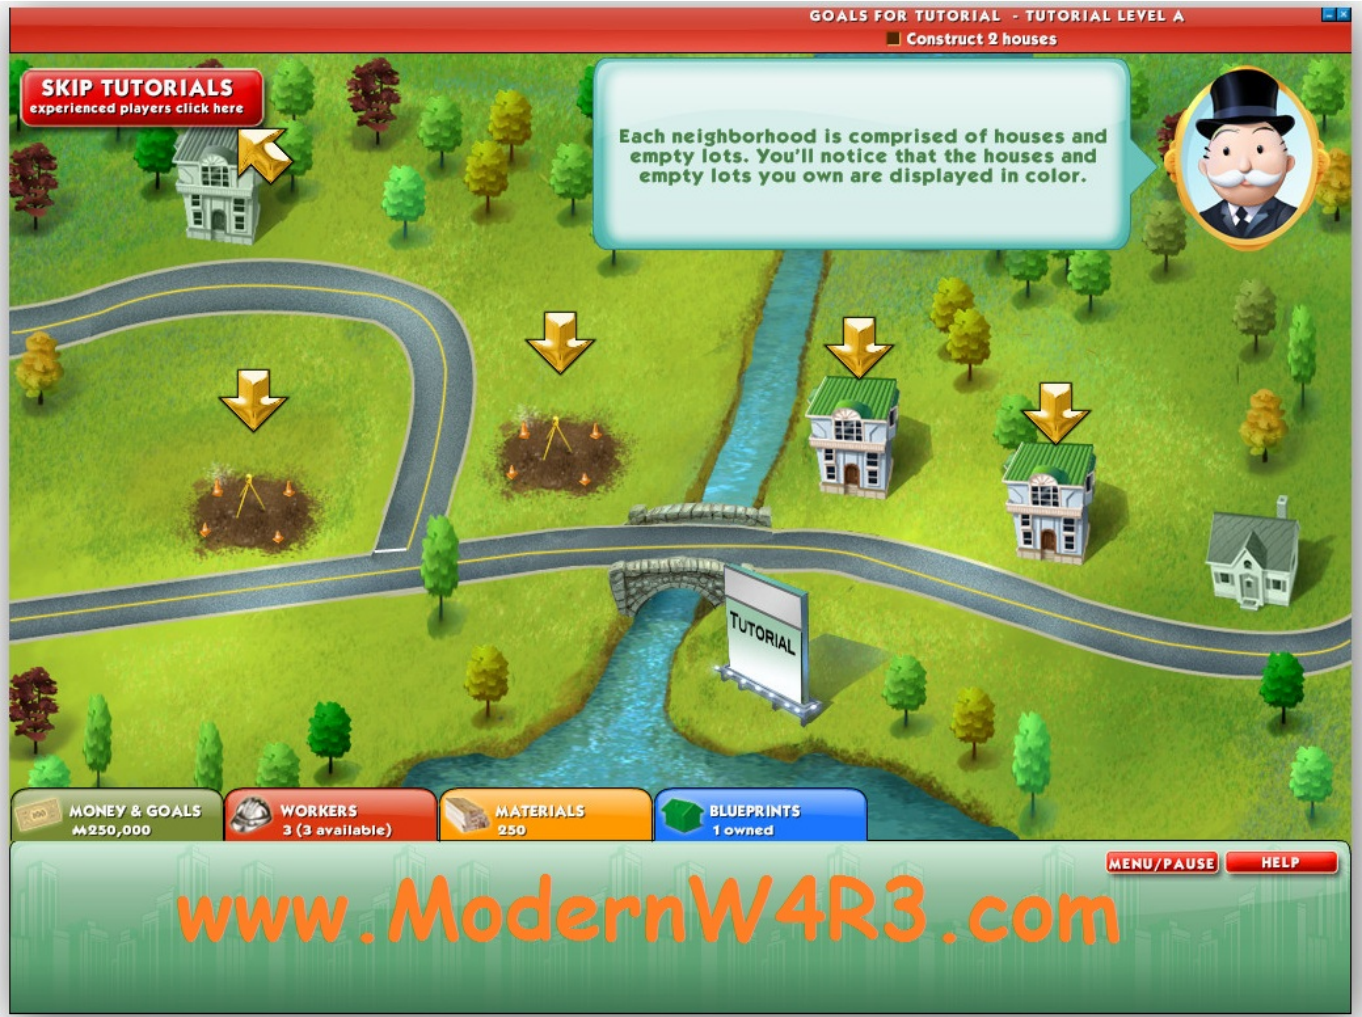 GOALS FOR TUTORIAL - TUTORIAL LEVEL A
Construct 2 houses
SKIP TUTORIALS
experienced players click here
Each neighborhood is comprised of houses and
empty lots. You'll notice that the houses and
empty lots you own are displayed in color.
TUTORIAL
MONEY & GOALS
M250,000
WORKERS
3 (3 available)
MATERIALS
250
BLUEPRINTS
1 owned
MENU/PAUSE
HELP
www.ModernW4R3.com